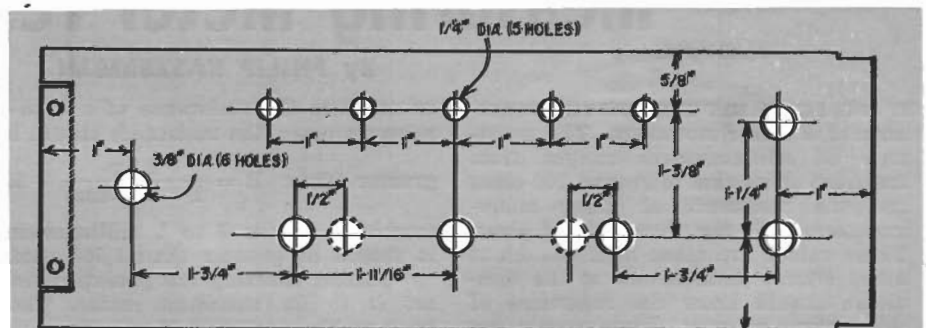 1/4" DIA (5 HOLES)
5/8"
1" 1" 1" 1"
1"
3/8" DIA (6 HOLES)
1-3/8"
1-1/4"
1"
1/2" 1/2"
1-3/4" 1-11/16" 1-3/4"